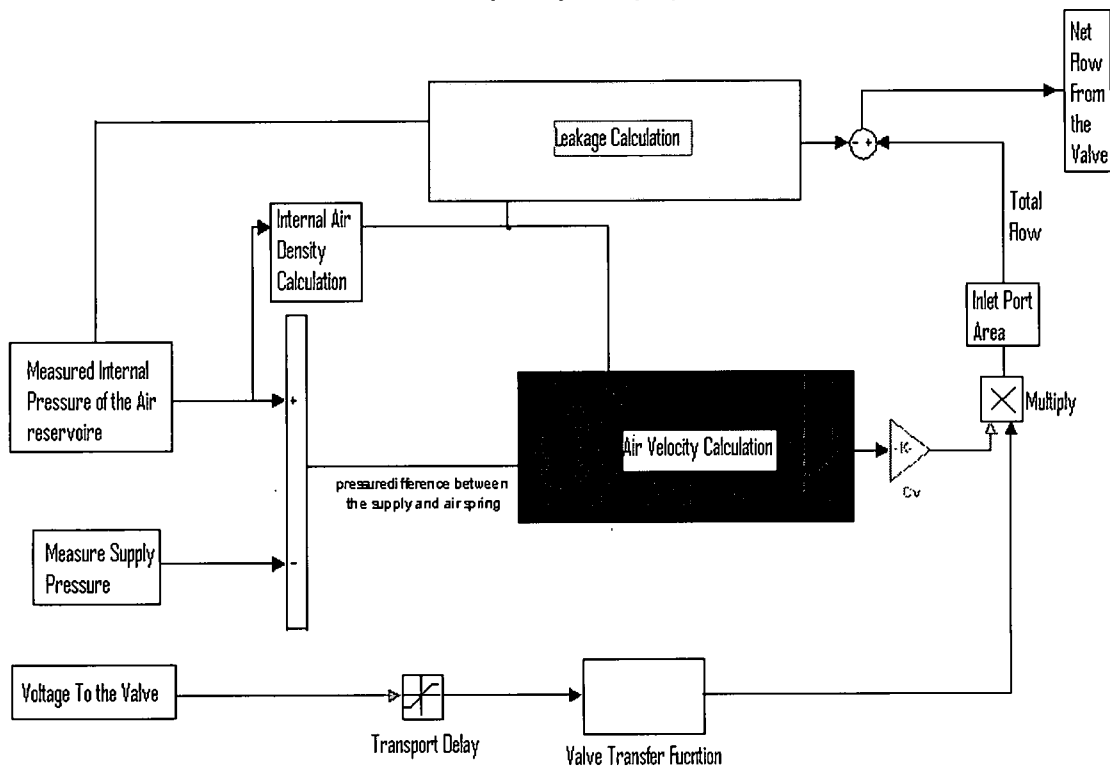 Net
Flow
From
the
Valve
Leakage Calculation
- +
Total
Flow
Internal Air
Density
Calculation
Inlet Port
Area
Measured Internal
Pressure of the Air
reservoire
+
Multiply
Air Velocity Calculation
-K-
Cv
pressuredifference between
the supply and air spring
Measure Supply
Pressure
-
Voltage To the Valve
Transport Delay
Valve Transfer Fucntion